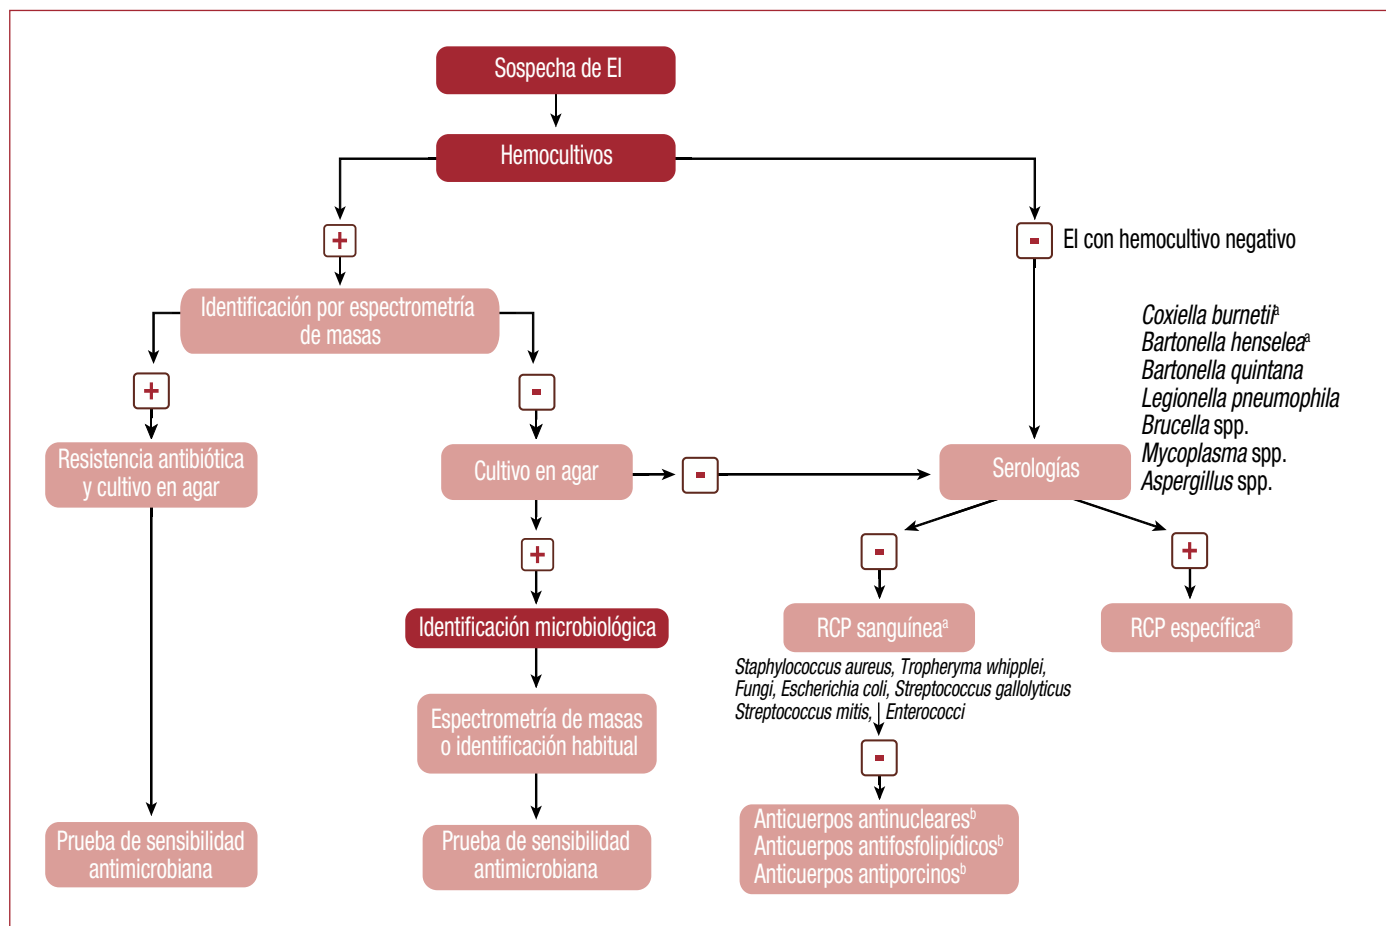 Sospecha de EI
Hemocultivos
+
-
EI con hemocultivo negativo
Identificación por espectrometría
de masas
Coxiella burnetiiª
Bartonella henseleaª
Bartonella quintana
Legionella pneumophila
Brucella spp.
Mycoplasma spp.
Aspergillus spp.
+
-
Resistencia antibiótica
y cultivo en agar
Cultivo en agar
-
Serologías
+
-
+
Identificación microbiológica
RCP sanguíneaª
RCP específicaª
Staphylococcus aureus, Tropheryma whipplei,
Fungi, Escherichia coli, Streptococcus gallolyticus
Streptococcus mitis, Enterococci
Espectrometría de masas
o identificación habitual
-
Prueba de sensibilidad
antimicrobiana
Prueba de sensibilidad
antimicrobiana
Anticuerpos antinuclearesᵇ
Anticuerpos antifosfolipídicosᵇ
Anticuerpos antiporcinosᵇ